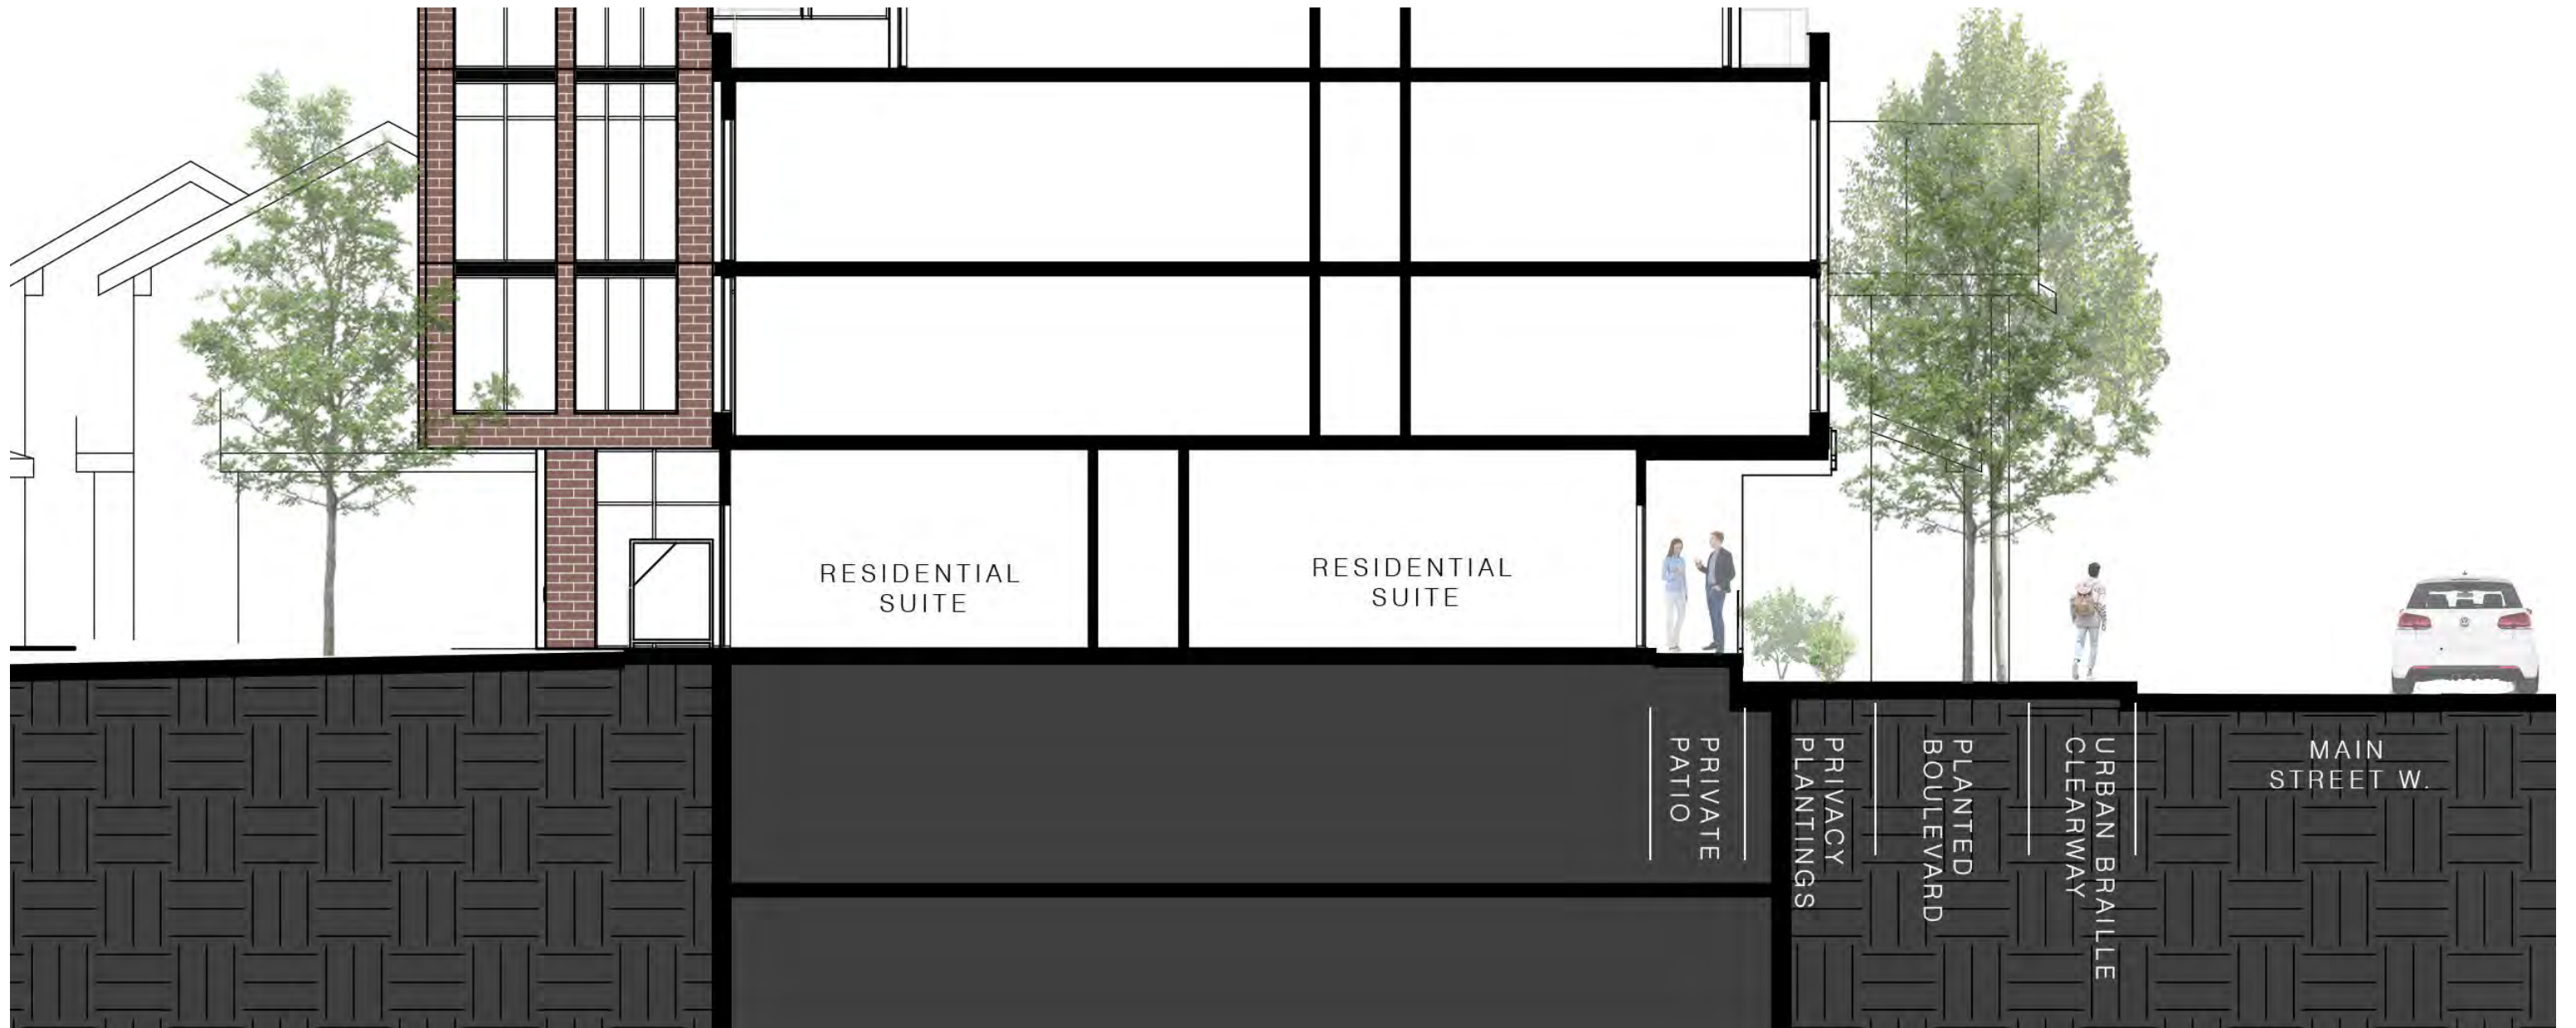 RESIDENTIAL
SUITE
RESIDENTIAL
SUITE
PRIVATE
PATIO
PRIVACY
PLANTINGS
PLANTED
BOULEVARD
URBAN BRAILLE
CLEARWAY
MAIN
STREET W.